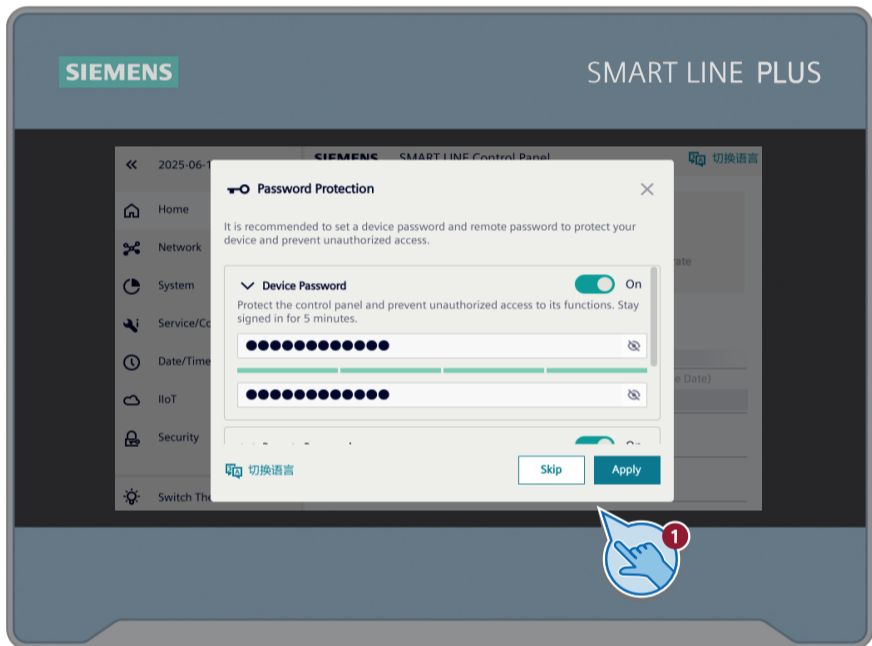 SIEMENS
SMART LINE PLUS
2025-06-1
SIEMENS SMART LINE Control Panel
切换语言
Home
Network
System
Service/Co
Date/Time
IIoT
Security
Switch The
Password Protection
It is recommended to set a device password and remote password to protect your
device and prevent unauthorized access.
Device Password
On
Protect the control panel and prevent unauthorized access to its functions. Stay
signed in for 5 minutes.
切换语言
Skip
Apply
rate
e Date)
1